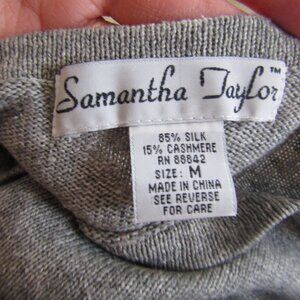 Samantha Taylor™
85% SILK
15% CASHMERE
RN 88842
SIZE: M
MADE IN CHINA
SEE REVERSE
FOR CARE